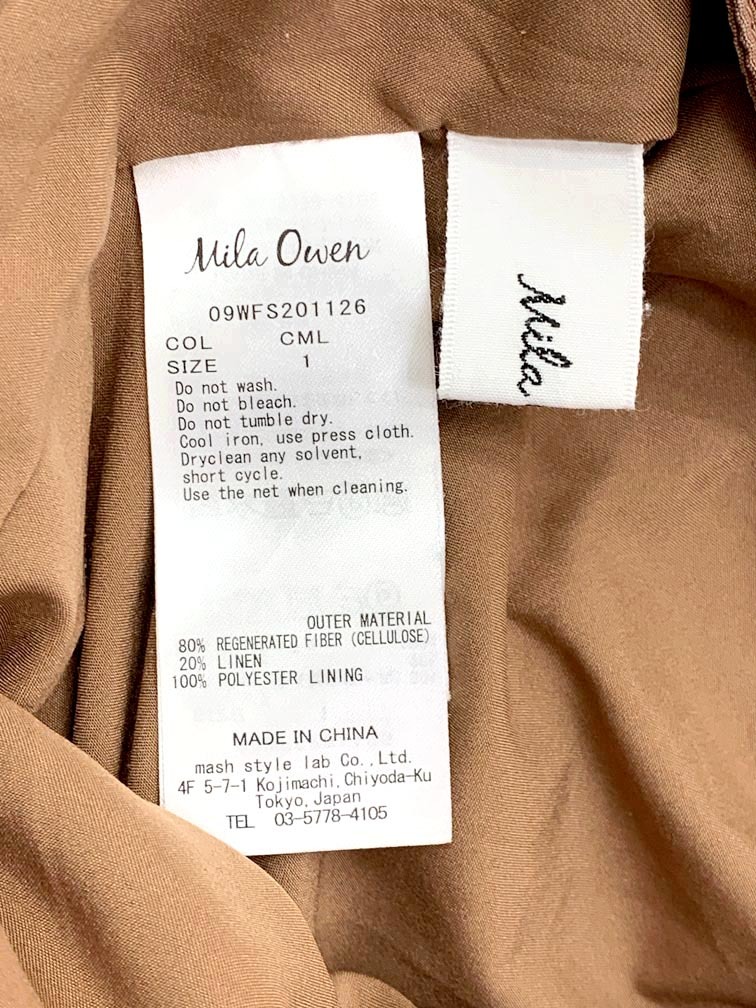 Mila Owen
09WFS201126
COL CML
SIZE 1
Do not wash.
Do not bleach.
Do not tumble dry.
Cool iron, use press cloth.
Dryclean any solvent,
short cycle.
Use the net when cleaning.
OUTER MATERIAL
80% REGENERATED FIBER (CELLULOSE)
20% LINEN
100% POLYESTER LINING
MADE IN CHINA
mash style lab Co.,Ltd.
4F 5-7-1 Kojimachi,Chiyoda-Ku
Tokyo,Japan
TEL 03-5778-4105
Mila